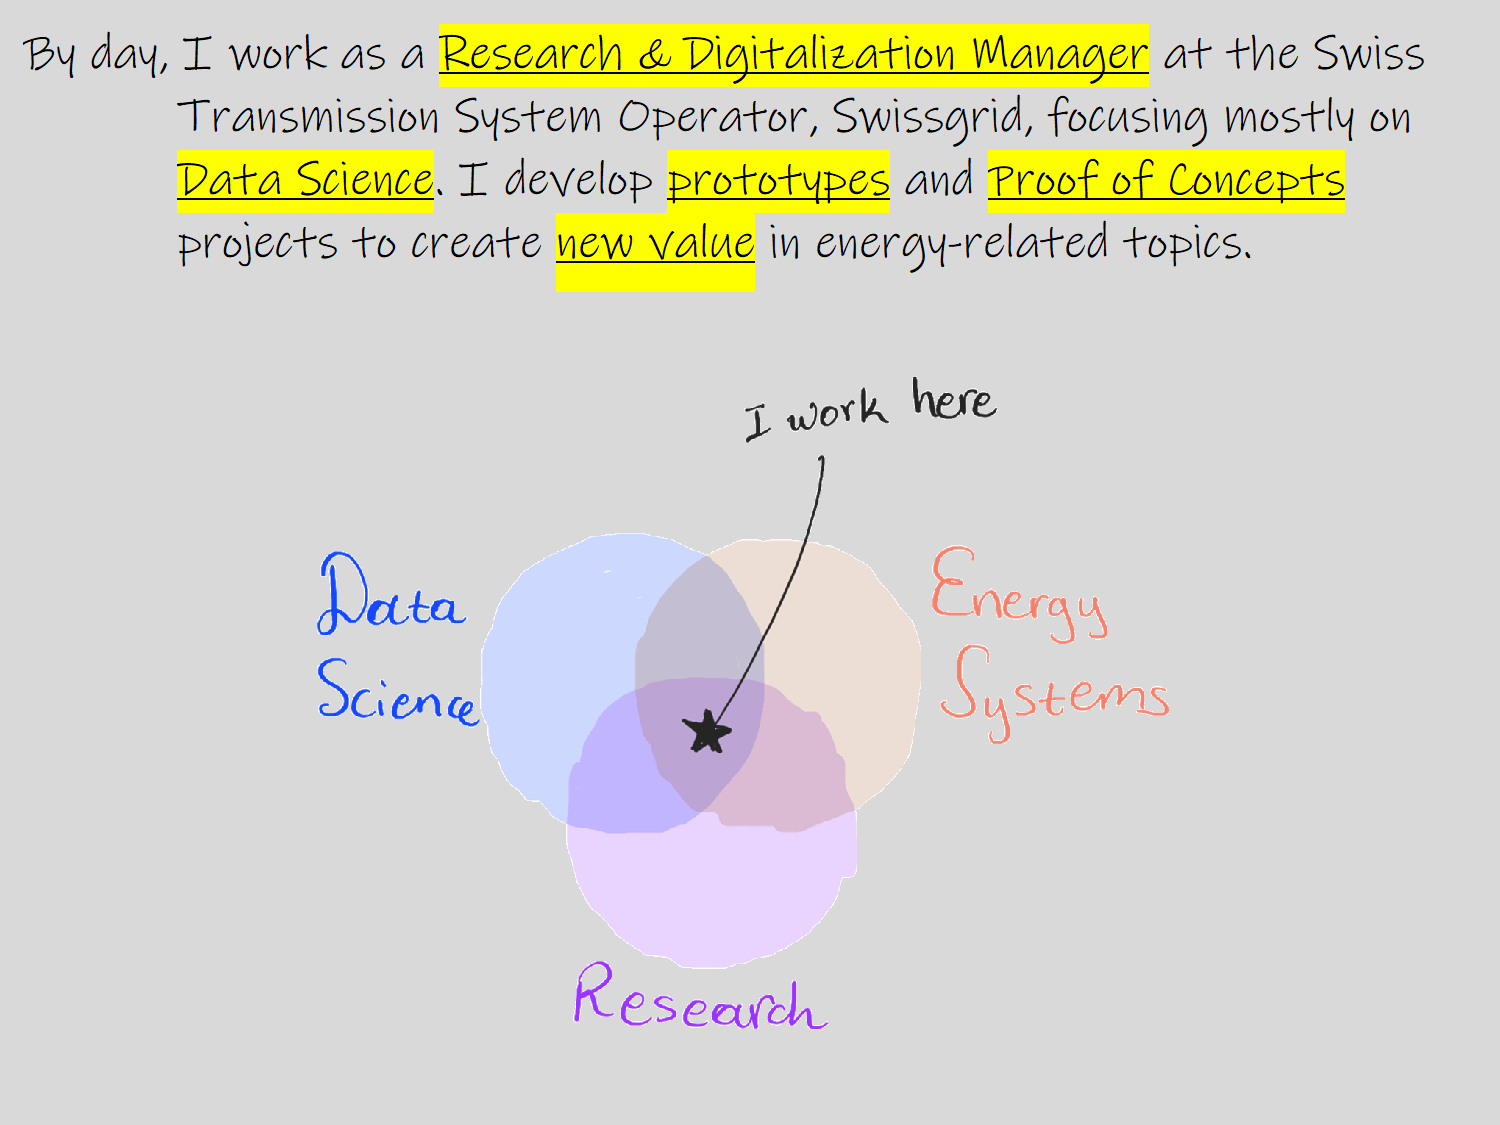 By day, I work as a Research & Digitalization Manager at the Swiss
Transmission System Operator, Swissgrid, focusing mostly on
Data Science. I develop prototypes and Proof of Concepts
projects to create new value in energy-related topics.
I work here
Data
Science
Energy
Systems
Research